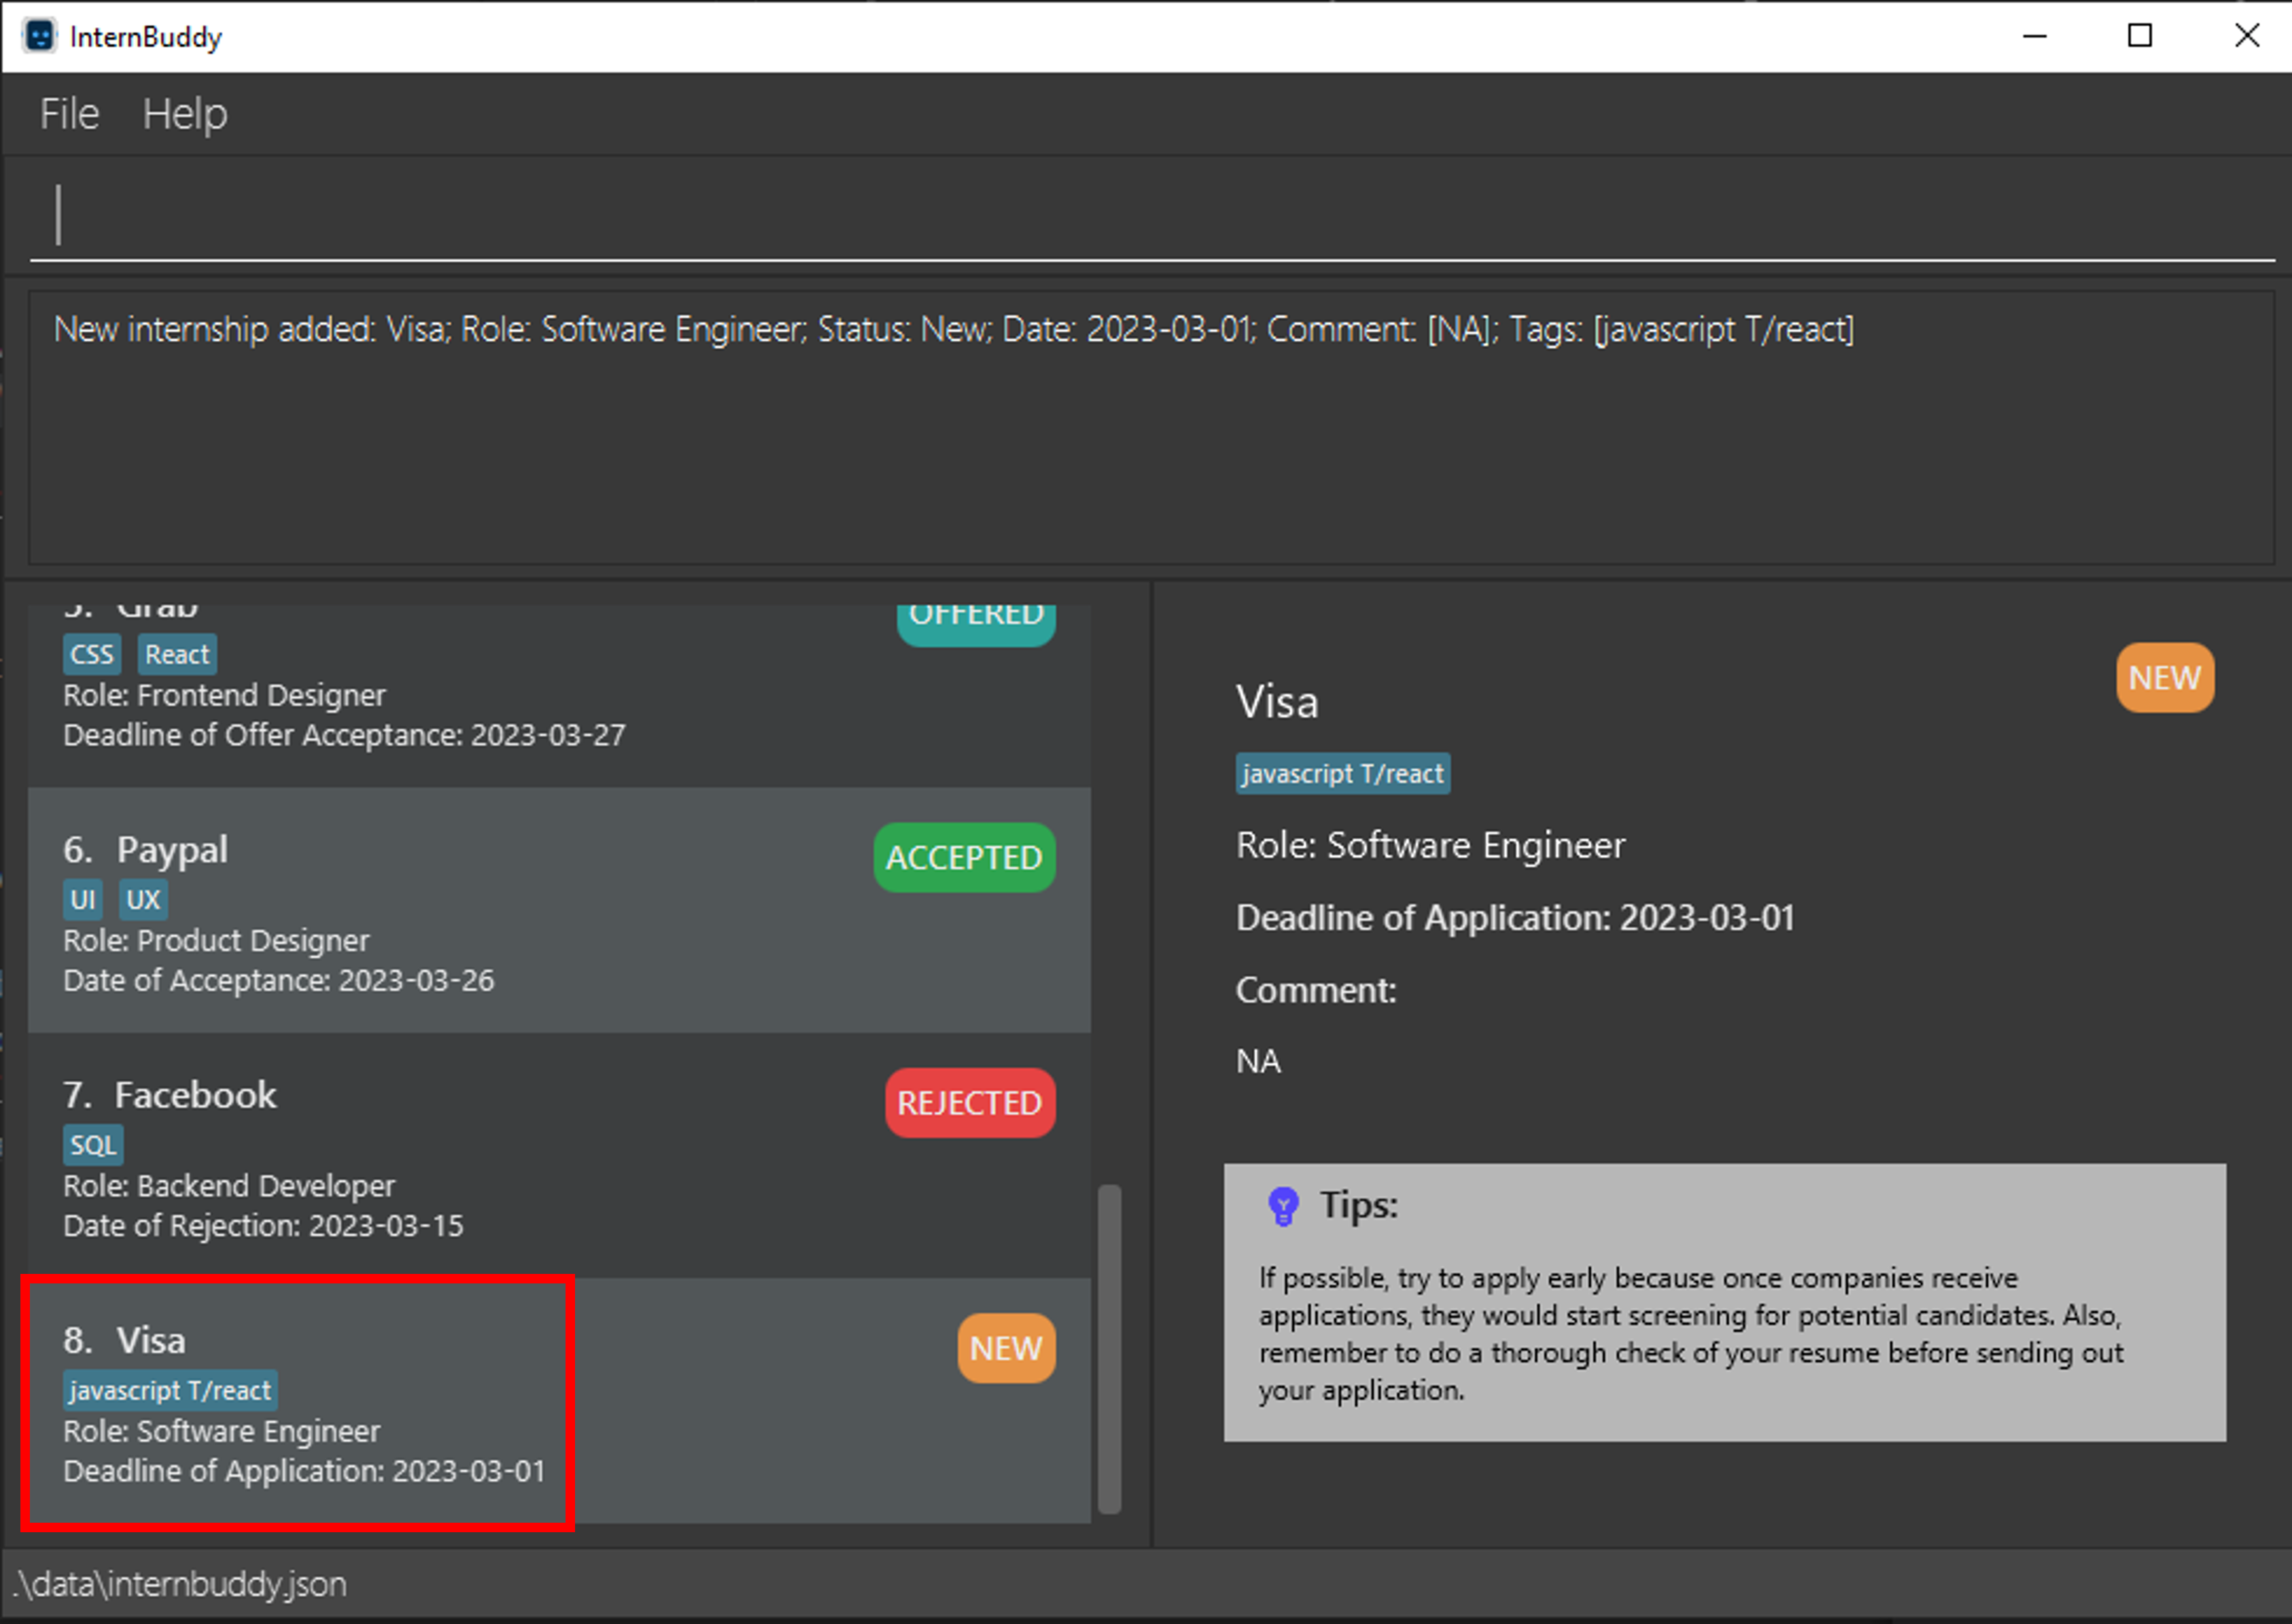 InternBuddy
File Help
New internship added: Visa; Role: Software Engineer; Status: New; Date: 2023-03-01; Comment: [NA]; Tags: [javascript T/react]
5. Grab
OFFERED
CSS React
Role: Frontend Designer
Deadline of Offer Acceptance: 2023-03-27
6. Paypal
ACCEPTED
UI UX
Role: Product Designer
Date of Acceptance: 2023-03-26
7. Facebook
REJECTED
SQL
Role: Backend Developer
Date of Rejection: 2023-03-15
8. Visa
NEW
javascript T/react
Role: Software Engineer
Deadline of Application: 2023-03-01
Visa
NEW
javascript T/react
Role: Software Engineer
Deadline of Application: 2023-03-01
Comment:
NA
Tips:
If possible, try to apply early because once companies receive
applications, they would start screening for potential candidates. Also,
remember to do a thorough check of your resume before sending out
your application.
.\data\internbuddy.json